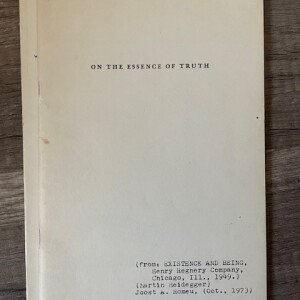 ON THE ESSENCE OF TRUTH
(from: EXISTENCE AND BEING,
Henry Regnery Company,
Chicago, Ill., 1949.)
(Martin Heidegger)
Joost A. Romeu, (Oct., 1973)